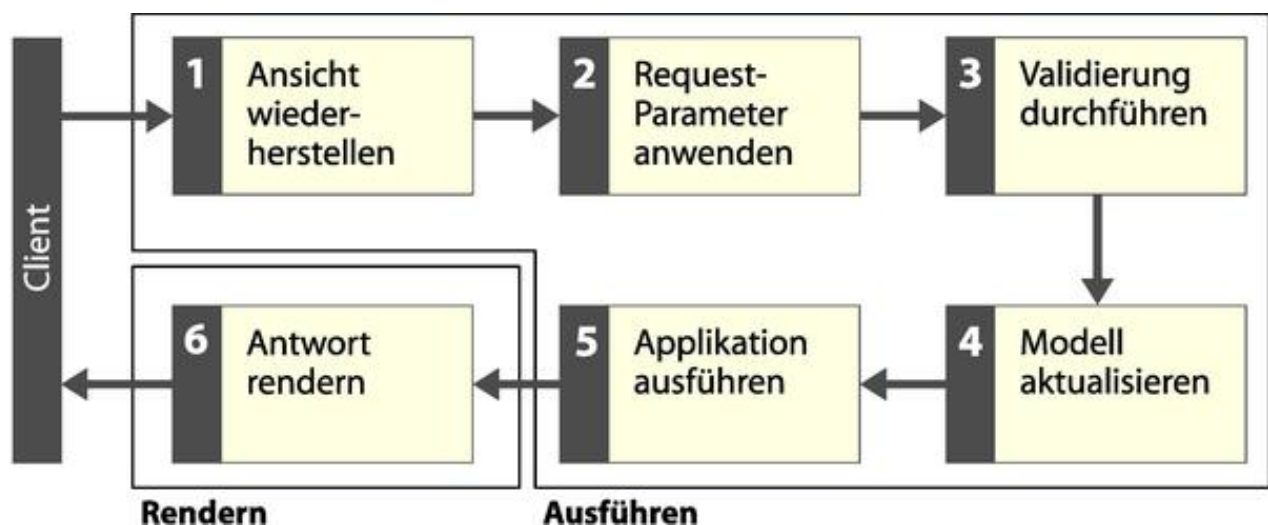 Client
1
Ansicht
wieder-
herstellen
2
Request-
Parameter
anwenden
3
Validierung
durchführen
4
Modell
aktualisieren
5
Applikation
ausführen
6
Antwort
rendern
Rendern
Ausführen